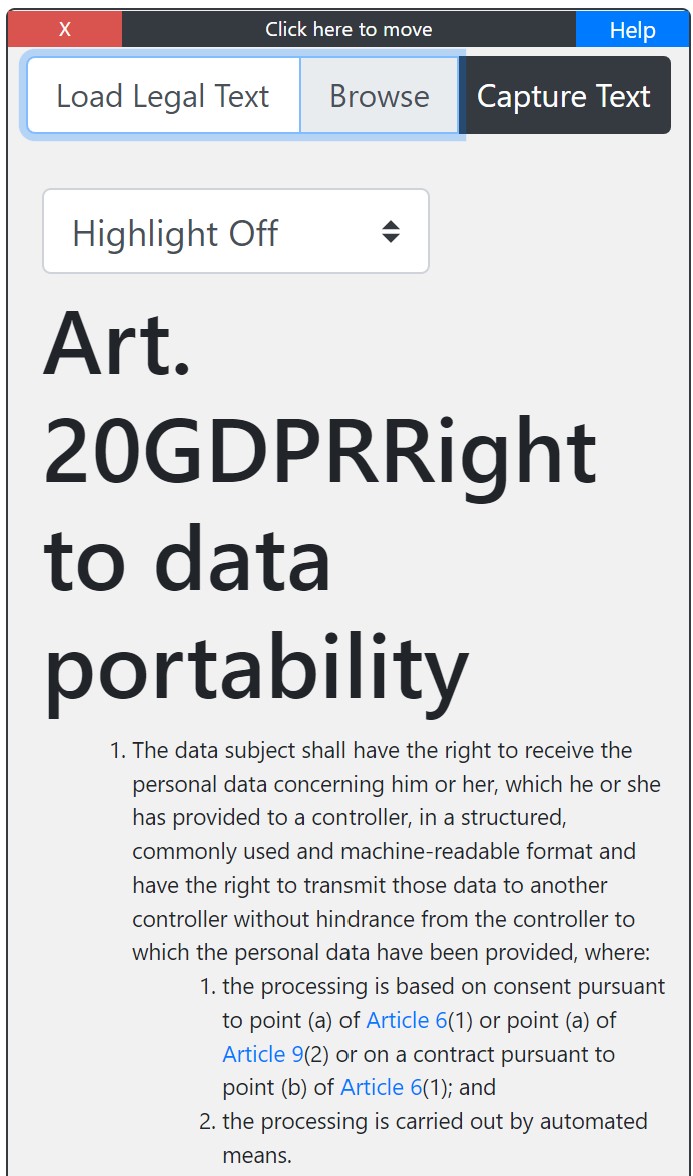 X Click here to move Help
Load Legal Text Browse Capture Text
Highlight Off
Art.
20GDPRRight
to data
portability
1. The data subject shall have the right to receive the
personal data concerning him or her, which he or she
has provided to a controller, in a structured,
commonly used and machine-readable format and
have the right to transmit those data to another
controller without hindrance from the controller to
which the personal data have been provided, where:
1. the processing is based on consent pursuant
to point (a) of Article 6(1) or point (a) of
Article 9(2) or on a contract pursuant to
point (b) of Article 6(1); and
2. the processing is carried out by automated
means.